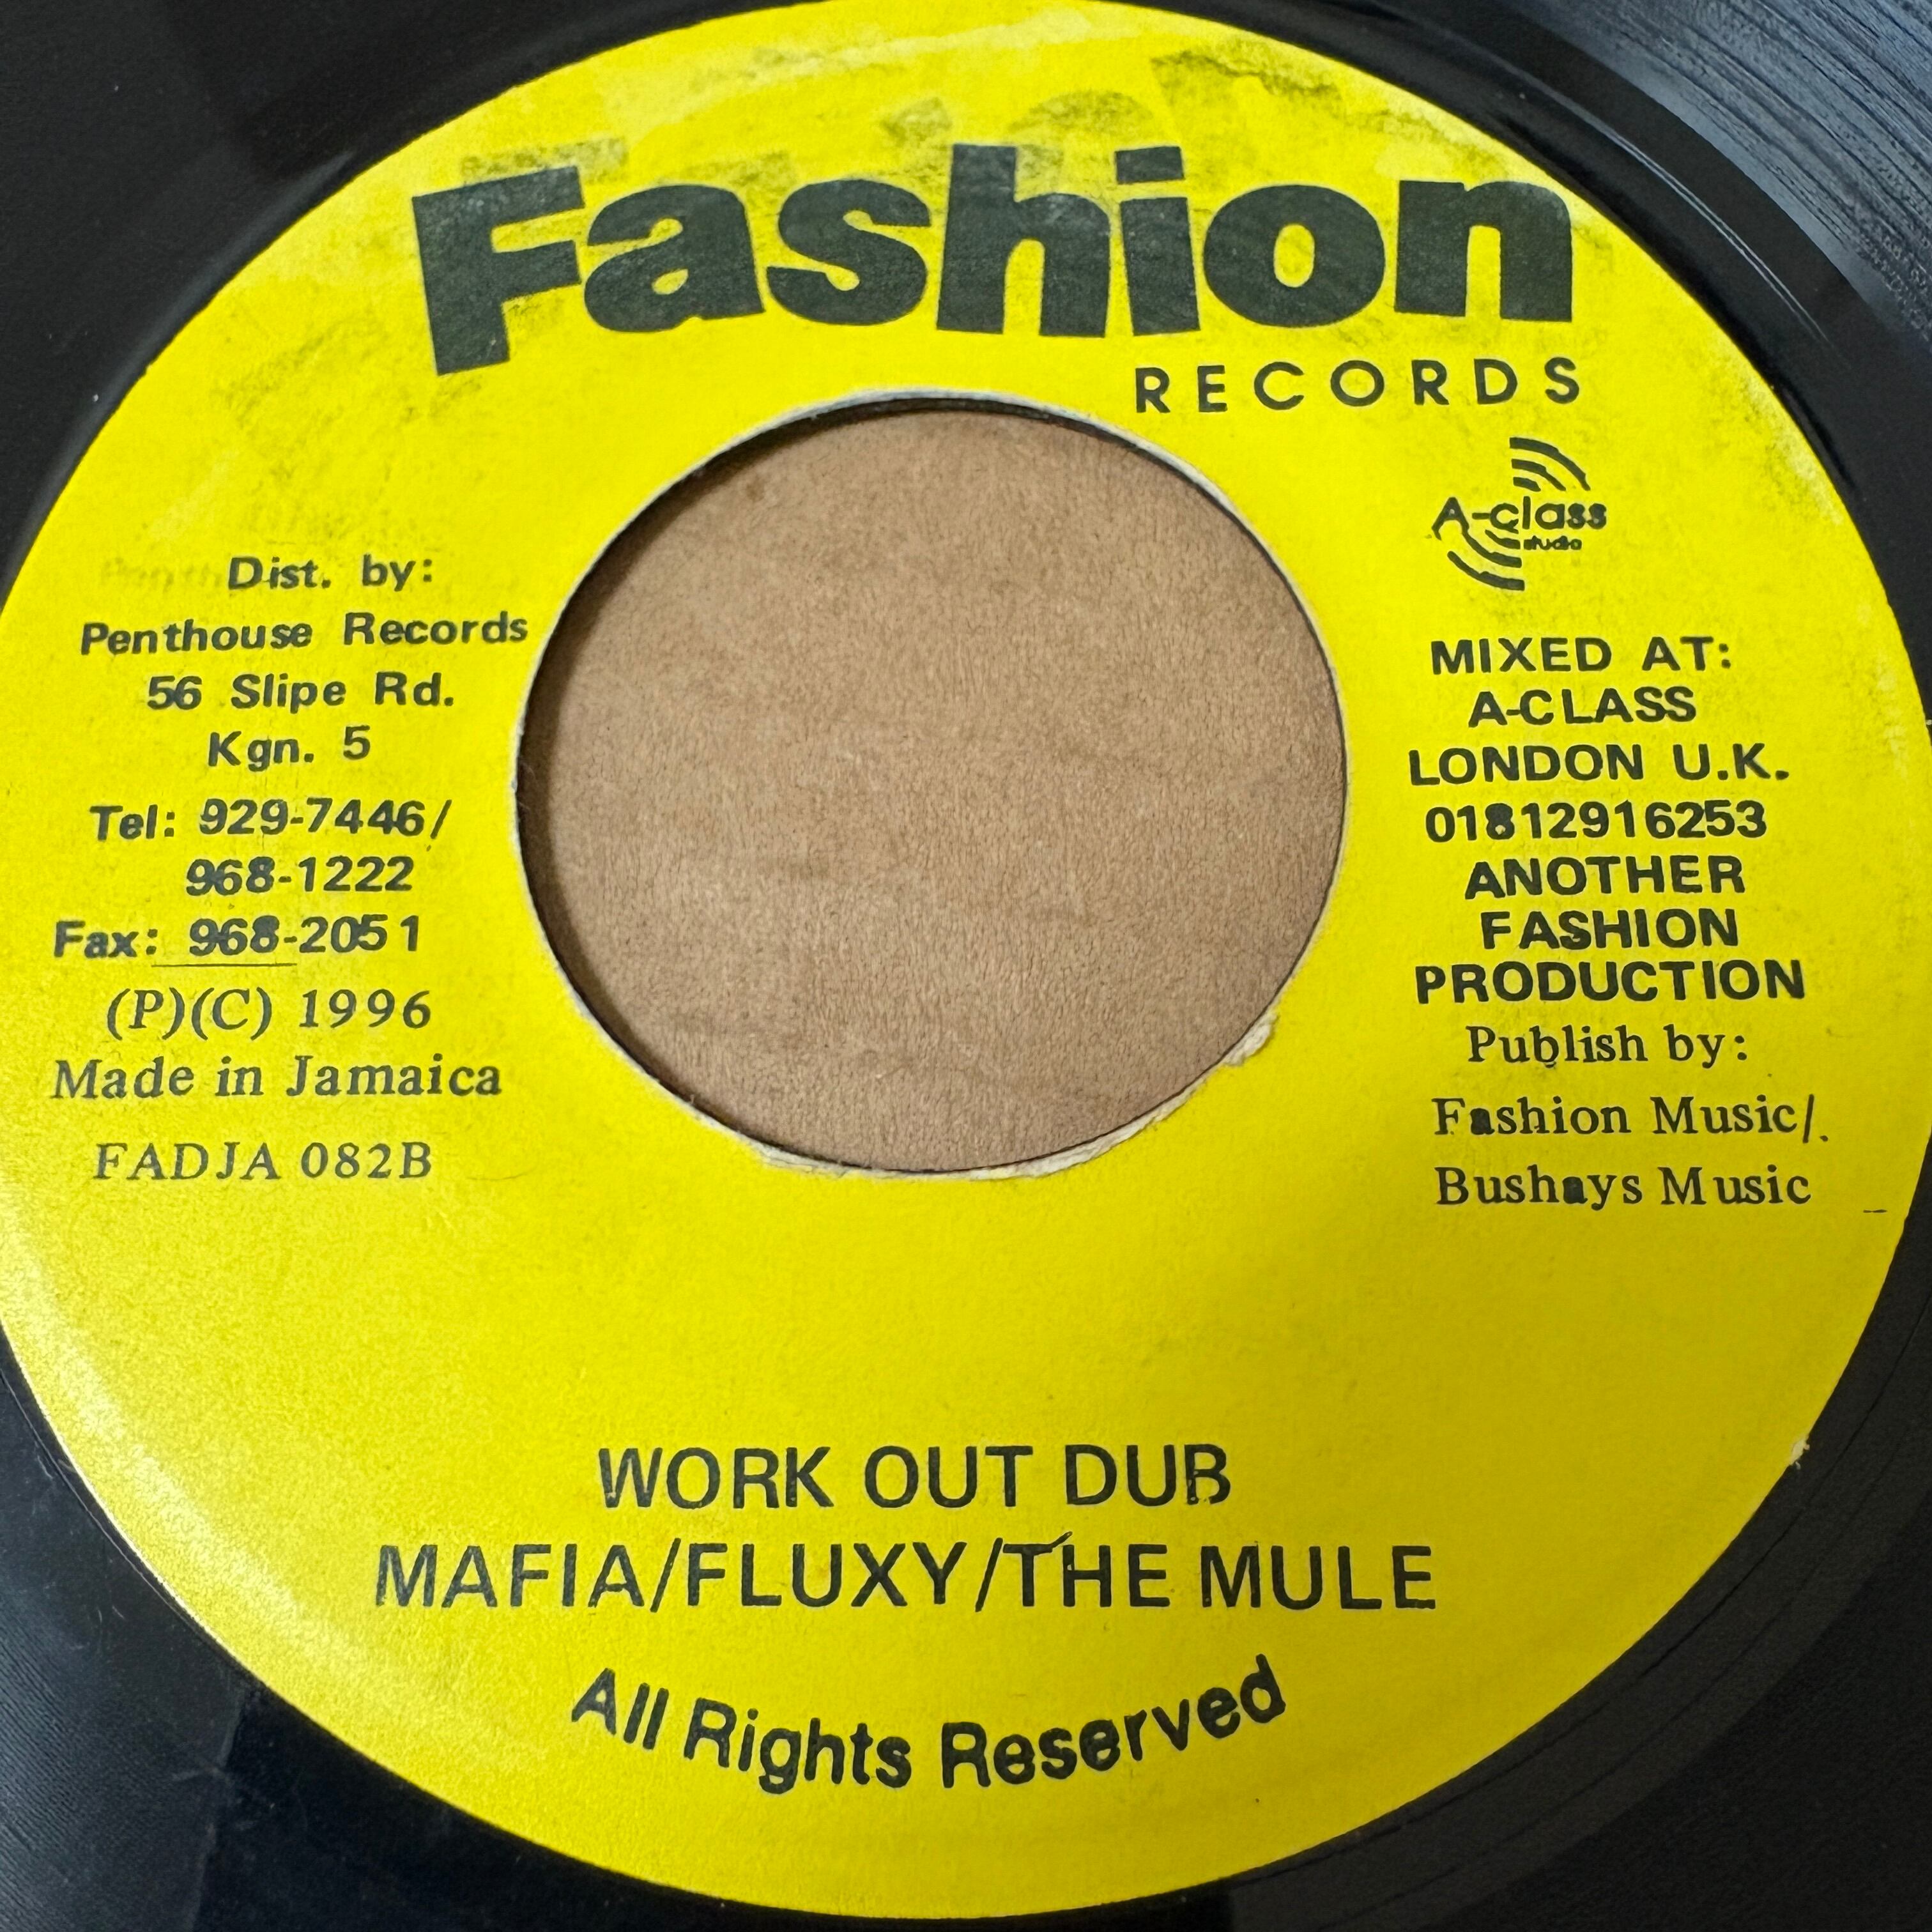 Fashion
RECORDS
A-class
studio
Dist. by:
Penthouse Records
56 Slipe Rd.
Kgn. 5
Tel: 929-7446/
968-1222
Fax: 968-2051
(P)(C) 1996
Made in Jamaica
FADJA 082B
MIXED AT:
A-CLASS
LONDON U.K.
01812916253
ANOTHER
FASHION
PRODUCTION
Publish by:
Fashion Music/.
Bushays Music
WORK OUT DUB
MAFIA/FLUXY/THE MULE
All Rights Reserved